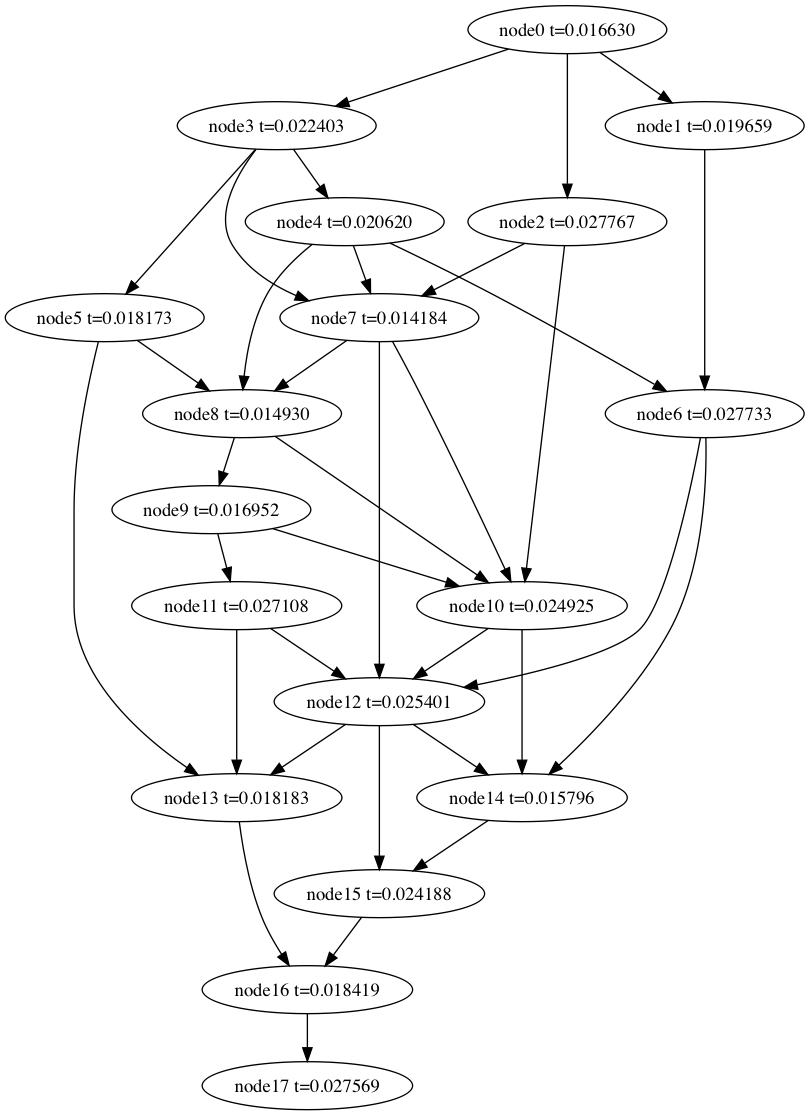 node0 t=0.016630
node3 t=0.022403
node1 t=0.019659
node4 t=0.020620
node2 t=0.027767
node5 t=0.018173
node7 t=0.014184
node8 t=0.014930
node6 t=0.027733
node9 t=0.016952
node11 t=0.027108
node10 t=0.024925
node12 t=0.025401
node13 t=0.018183
node14 t=0.015796
node15 t=0.024188
node16 t=0.018419
node17 t=0.027569